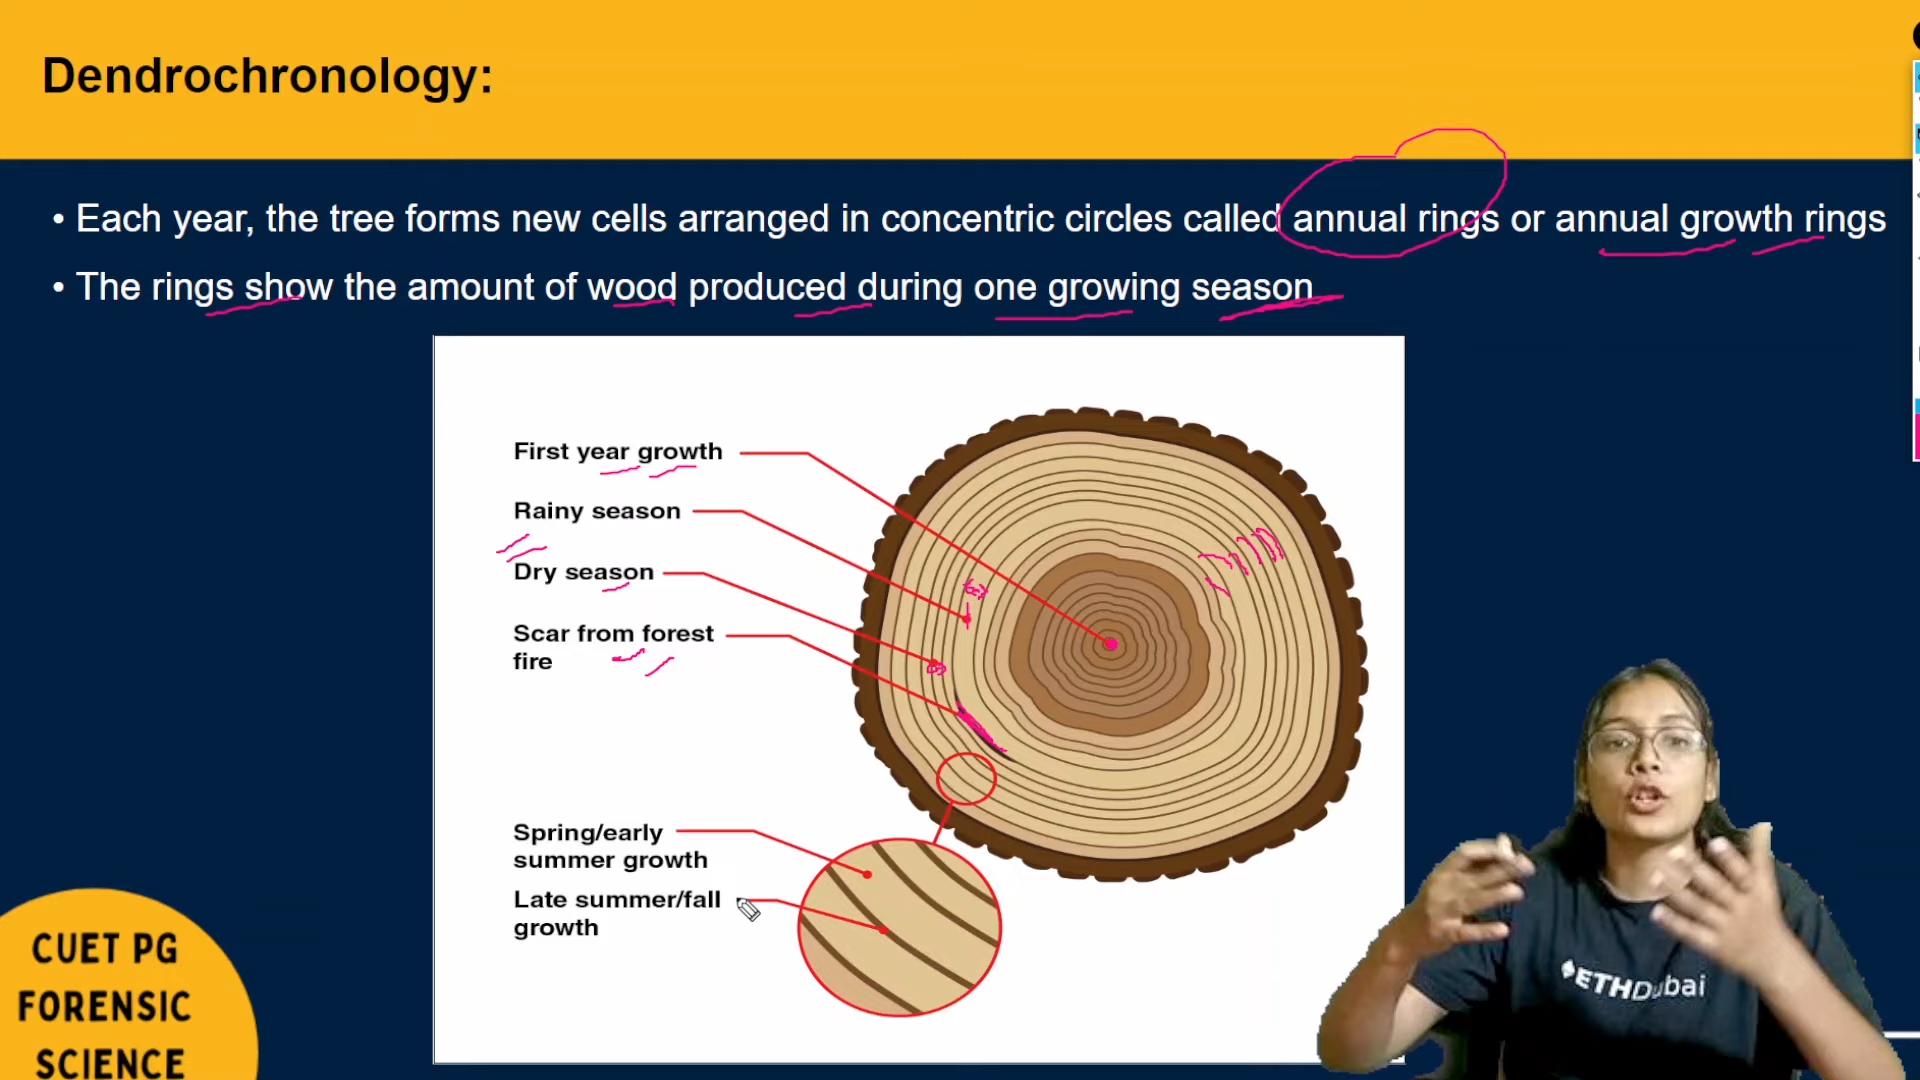 Dendrochronology:
• Each year, the tree forms new cells arranged in concentric circles called annual rings or annual growth rings
• The rings show the amount of wood produced during one growing season
First year growth
Rainy season
Dry season
Scar from forest
fire
Spring/early
summer growth
Late summer/fall
growth
CUET PG
FORENSIC
SCIENCE
ETHDubai